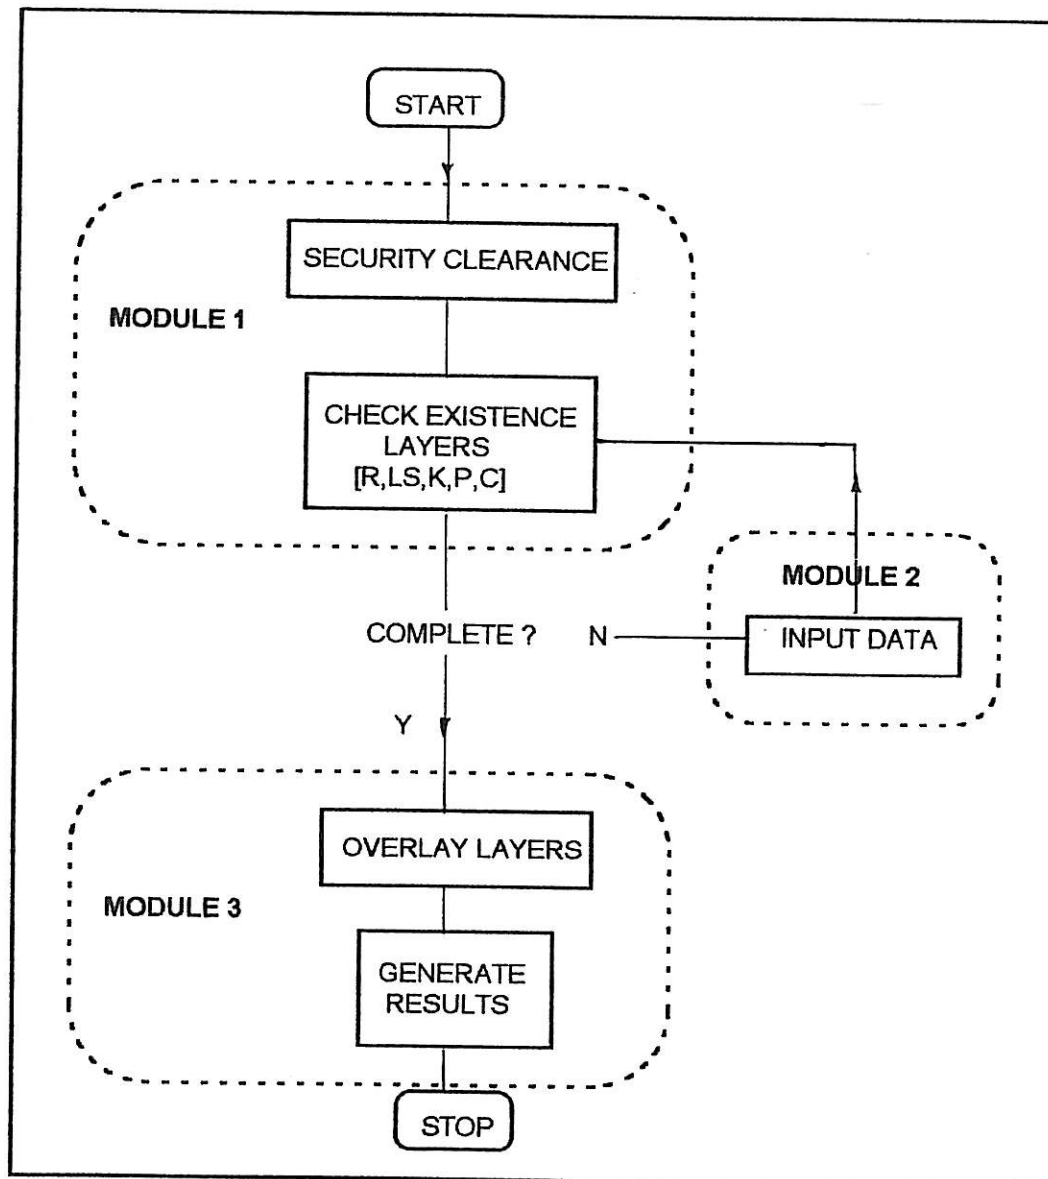 START
SECURITY CLEARANCE
MODULE 1
CHECK EXISTENCE
LAYERS
[R,LS,K,P,C]
MODULE 2
COMPLETE ?
N
INPUT DATA
Y
OVERLAY LAYERS
MODULE 3
GENERATE
RESULTS
STOP